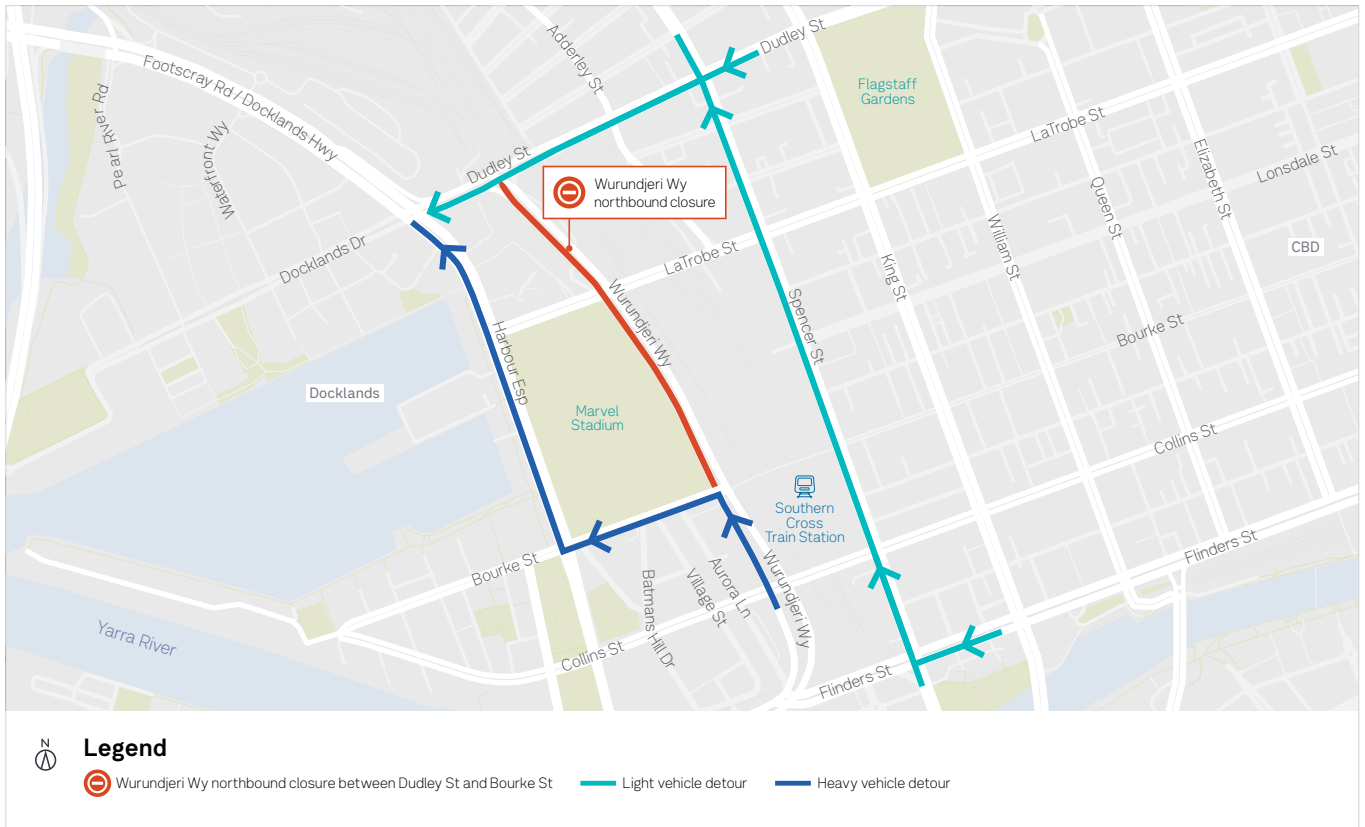 Adderley St
Dudley St
Footscray Rd / Docklands Hwy
Pearl River Rd
Waterfront Wy
Flagstaff
Gardens
LaTrobe St
Elizabeth St
Lonsdale St
Dudley St
Wurundjeri Wy
northbound closure
Queen St
William St
CBD
Docklands Dr
LaTrobe St
King St
Spencer St
Wurundjeri Wy
Bourke St
Harbour Esp
Docklands
Marvel
Stadium
Collins St
Southern
Cross
Train Station
Flinders St
Bourke St
Batmans Hill Dr
Village St
Aurora Ln
Wurundjeri Wy
Yarra River
Collins St
Flinders St
N
Legend
Wurundjeri Wy northbound closure between Dudley St and Bourke St
Light vehicle detour
Heavy vehicle detour